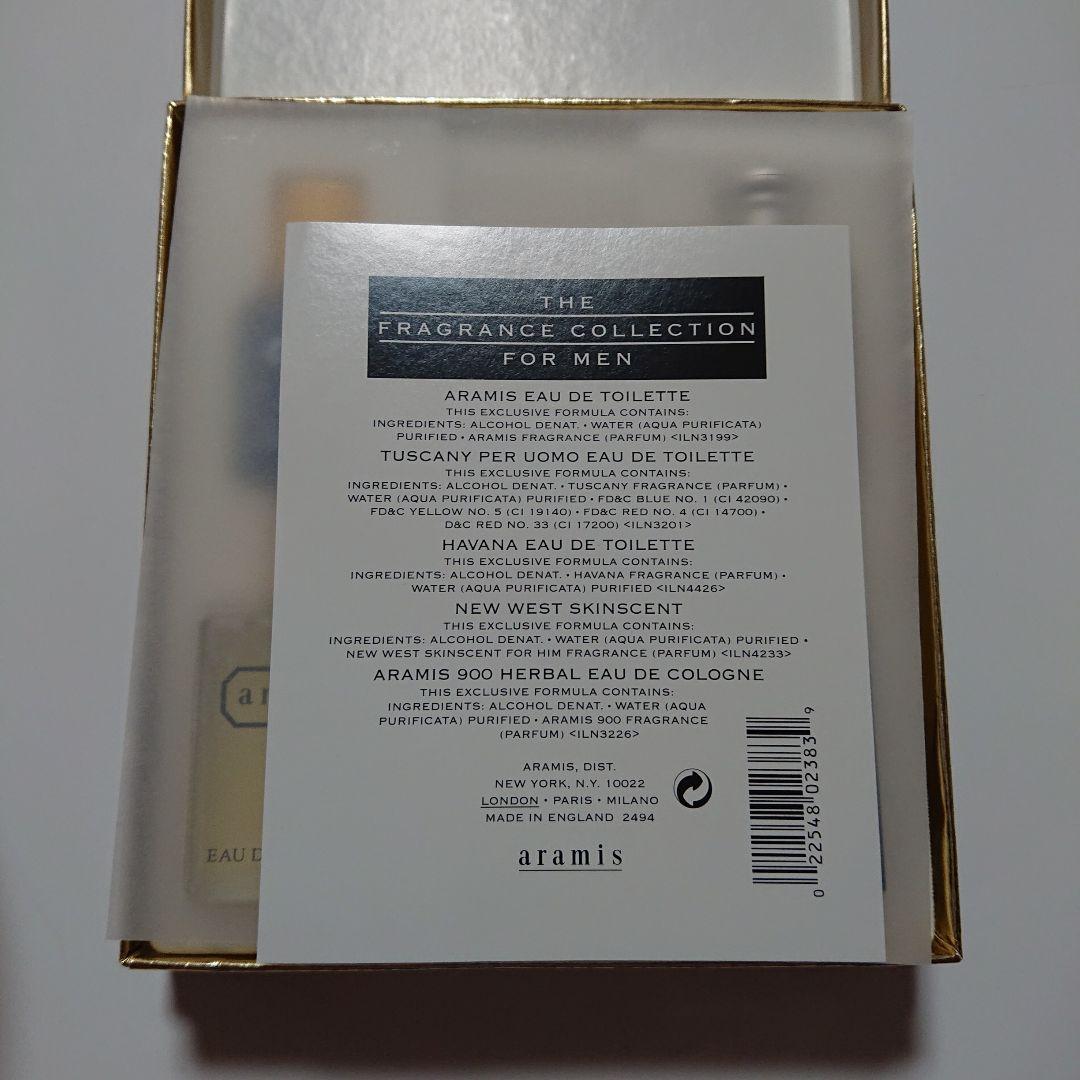 THE
FRAGRANCE COLLECTION
FOR MEN
ARAMIS EAU DE TOILETTE
THIS EXCLUSIVE FORMULA CONTAINS:
INGREDIENTS: ALCOHOL DENAT. • WATER (AQUA PURIFICATA)
PURIFIED • ARAMIS FRAGRANCE (PARFUM) <ILN3199>
TUSCANY PER UOMO EAU DE TOILETTE
THIS EXCLUSIVE FORMULA CONTAINS:
INGREDIENTS: ALCOHOL DENAT. • TUSCANY FRAGRANCE (PARFUM) •
WATER (AQUA PURIFICATA) PURIFIED • FD&C BLUE NO. 1 (CI 42090) •
FD&C YELLOW NO. 5 (CI 19140) • FD&C RED NO. 4 (CI 14700) •
D&C RED NO. 33 (CI 17200) <ILN3201>
HAVANA EAU DE TOILETTE
THIS EXCLUSIVE FORMULA CONTAINS:
INGREDIENTS: ALCOHOL DENAT. • HAVANA FRAGRANCE (PARFUM) •
WATER (AQUA PURIFICATA) PURIFIED <ILN4426>
NEW WEST SKINSCENT
THIS EXCLUSIVE FORMULA CONTAINS:
INGREDIENTS: ALCOHOL DENAT. • WATER (AQUA PURIFICATA) PURIFIED •
NEW WEST SKINSCENT FOR HIM FRAGRANCE (PARFUM) <ILN4233>
ARAMIS 900 HERBAL EAU DE COLOGNE
THIS EXCLUSIVE FORMULA CONTAINS:
INGREDIENTS: ALCOHOL DENAT. • WATER (AQUA
PURIFICATA) PURIFIED • ARAMIS 900 FRAGRANCE
(PARFUM) <ILN3226>
ARAMIS, DIST.
NEW YORK, N.Y. 10022
LONDON • PARIS • MILANO
MADE IN ENGLAND 2494
aramis
0 22548 02383 9
ar
EAU D